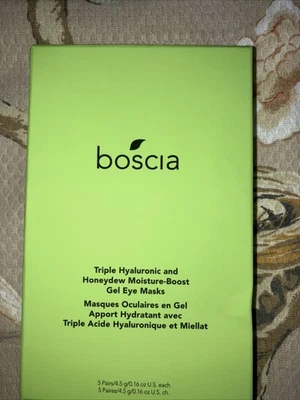 boscia
Triple Hyaluronic and
Honeydew Moisture-Boost
Gel Eye Masks
Masques Oculaires en Gel
Apport Hydratant avec
Triple Acide Hyaluronique et Miellat
5 Pairs/4.5 g/0.16 oz U.S. each
5 Paires/4.5 g/0.16 oz U.S. ch.